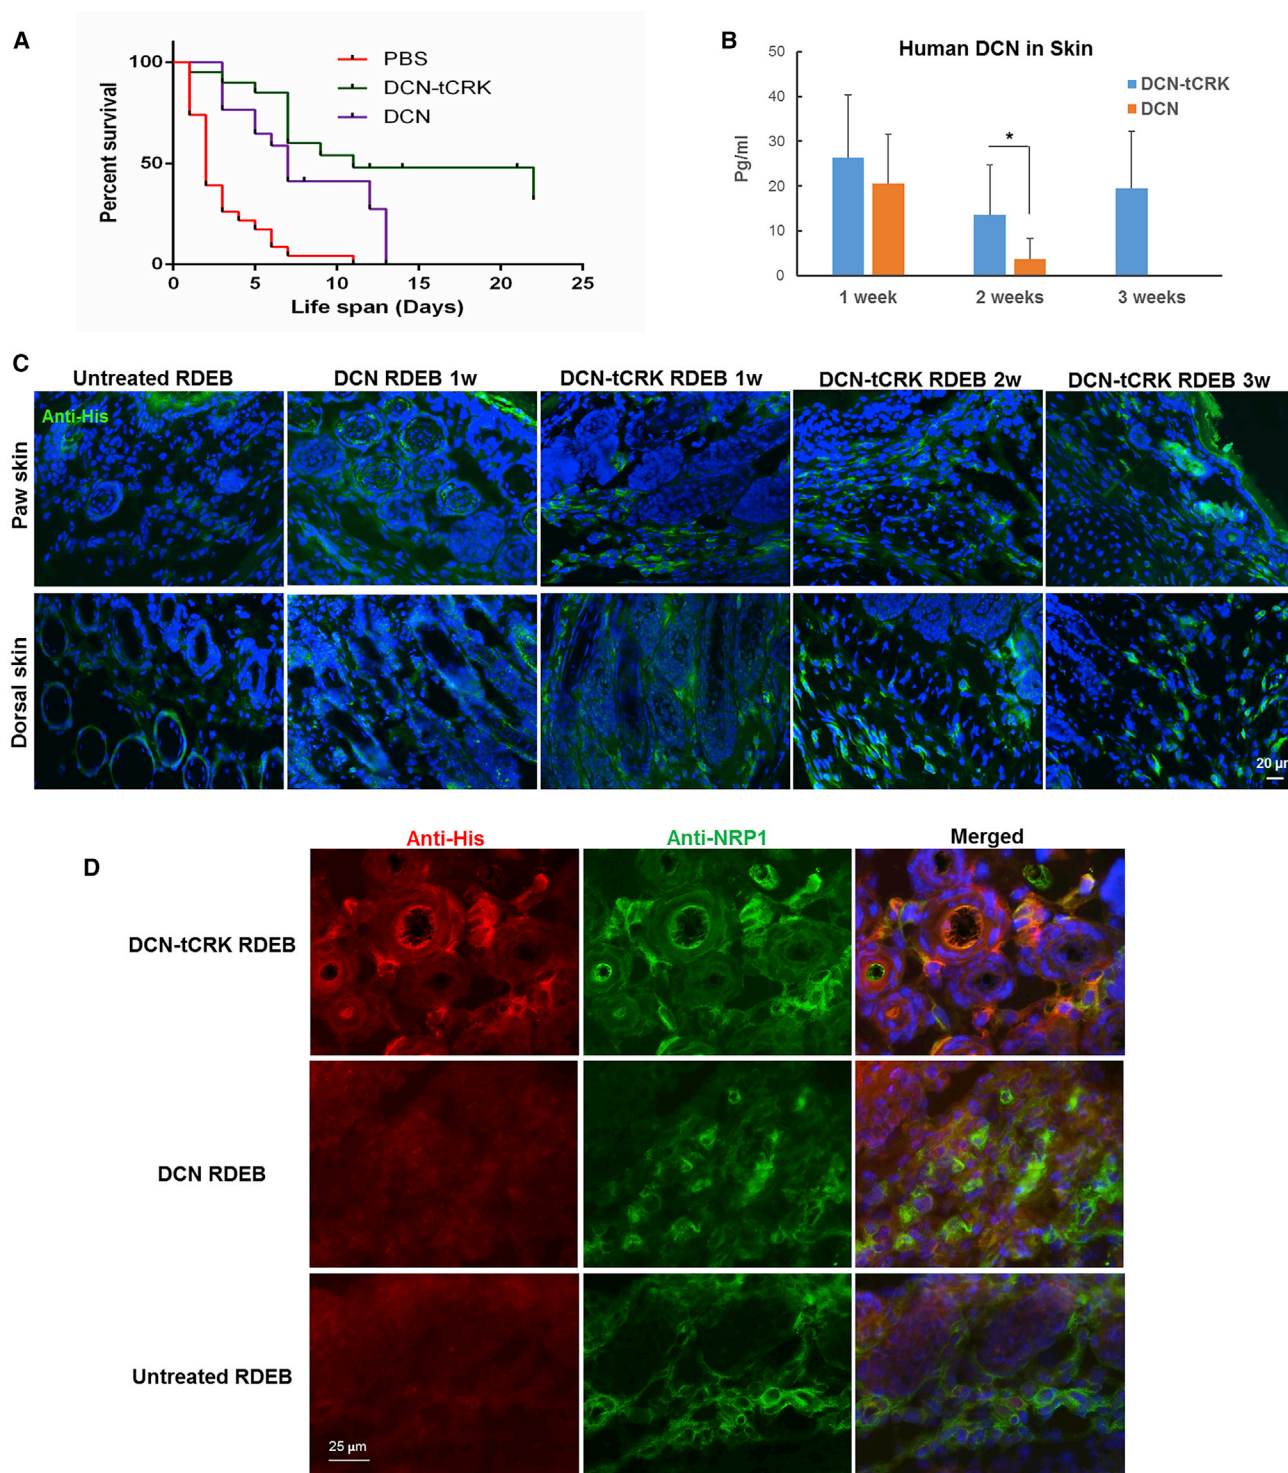 A
PBS
DCN-tCRK
DCN
100
50
0
Percent survival
0 5 10 15 20 25
Life span (Days)
B
Human DCN in Skin
50
40
30
20
10
0
Pg/ml
DCN-tCRK
DCN
*
1 week 2 weeks 3 weeks
C
Untreated RDEB DCN RDEB 1w DCN-tCRK RDEB 1w DCN-tCRK RDEB 2w DCN-tCRK RDEB 3w
Anti-His
Paw skin
Dorsal skin
20 µm
D
Anti-His Anti-NRP1 Merged
DCN-tCRK RDEB
DCN RDEB
Untreated RDEB
25 µm